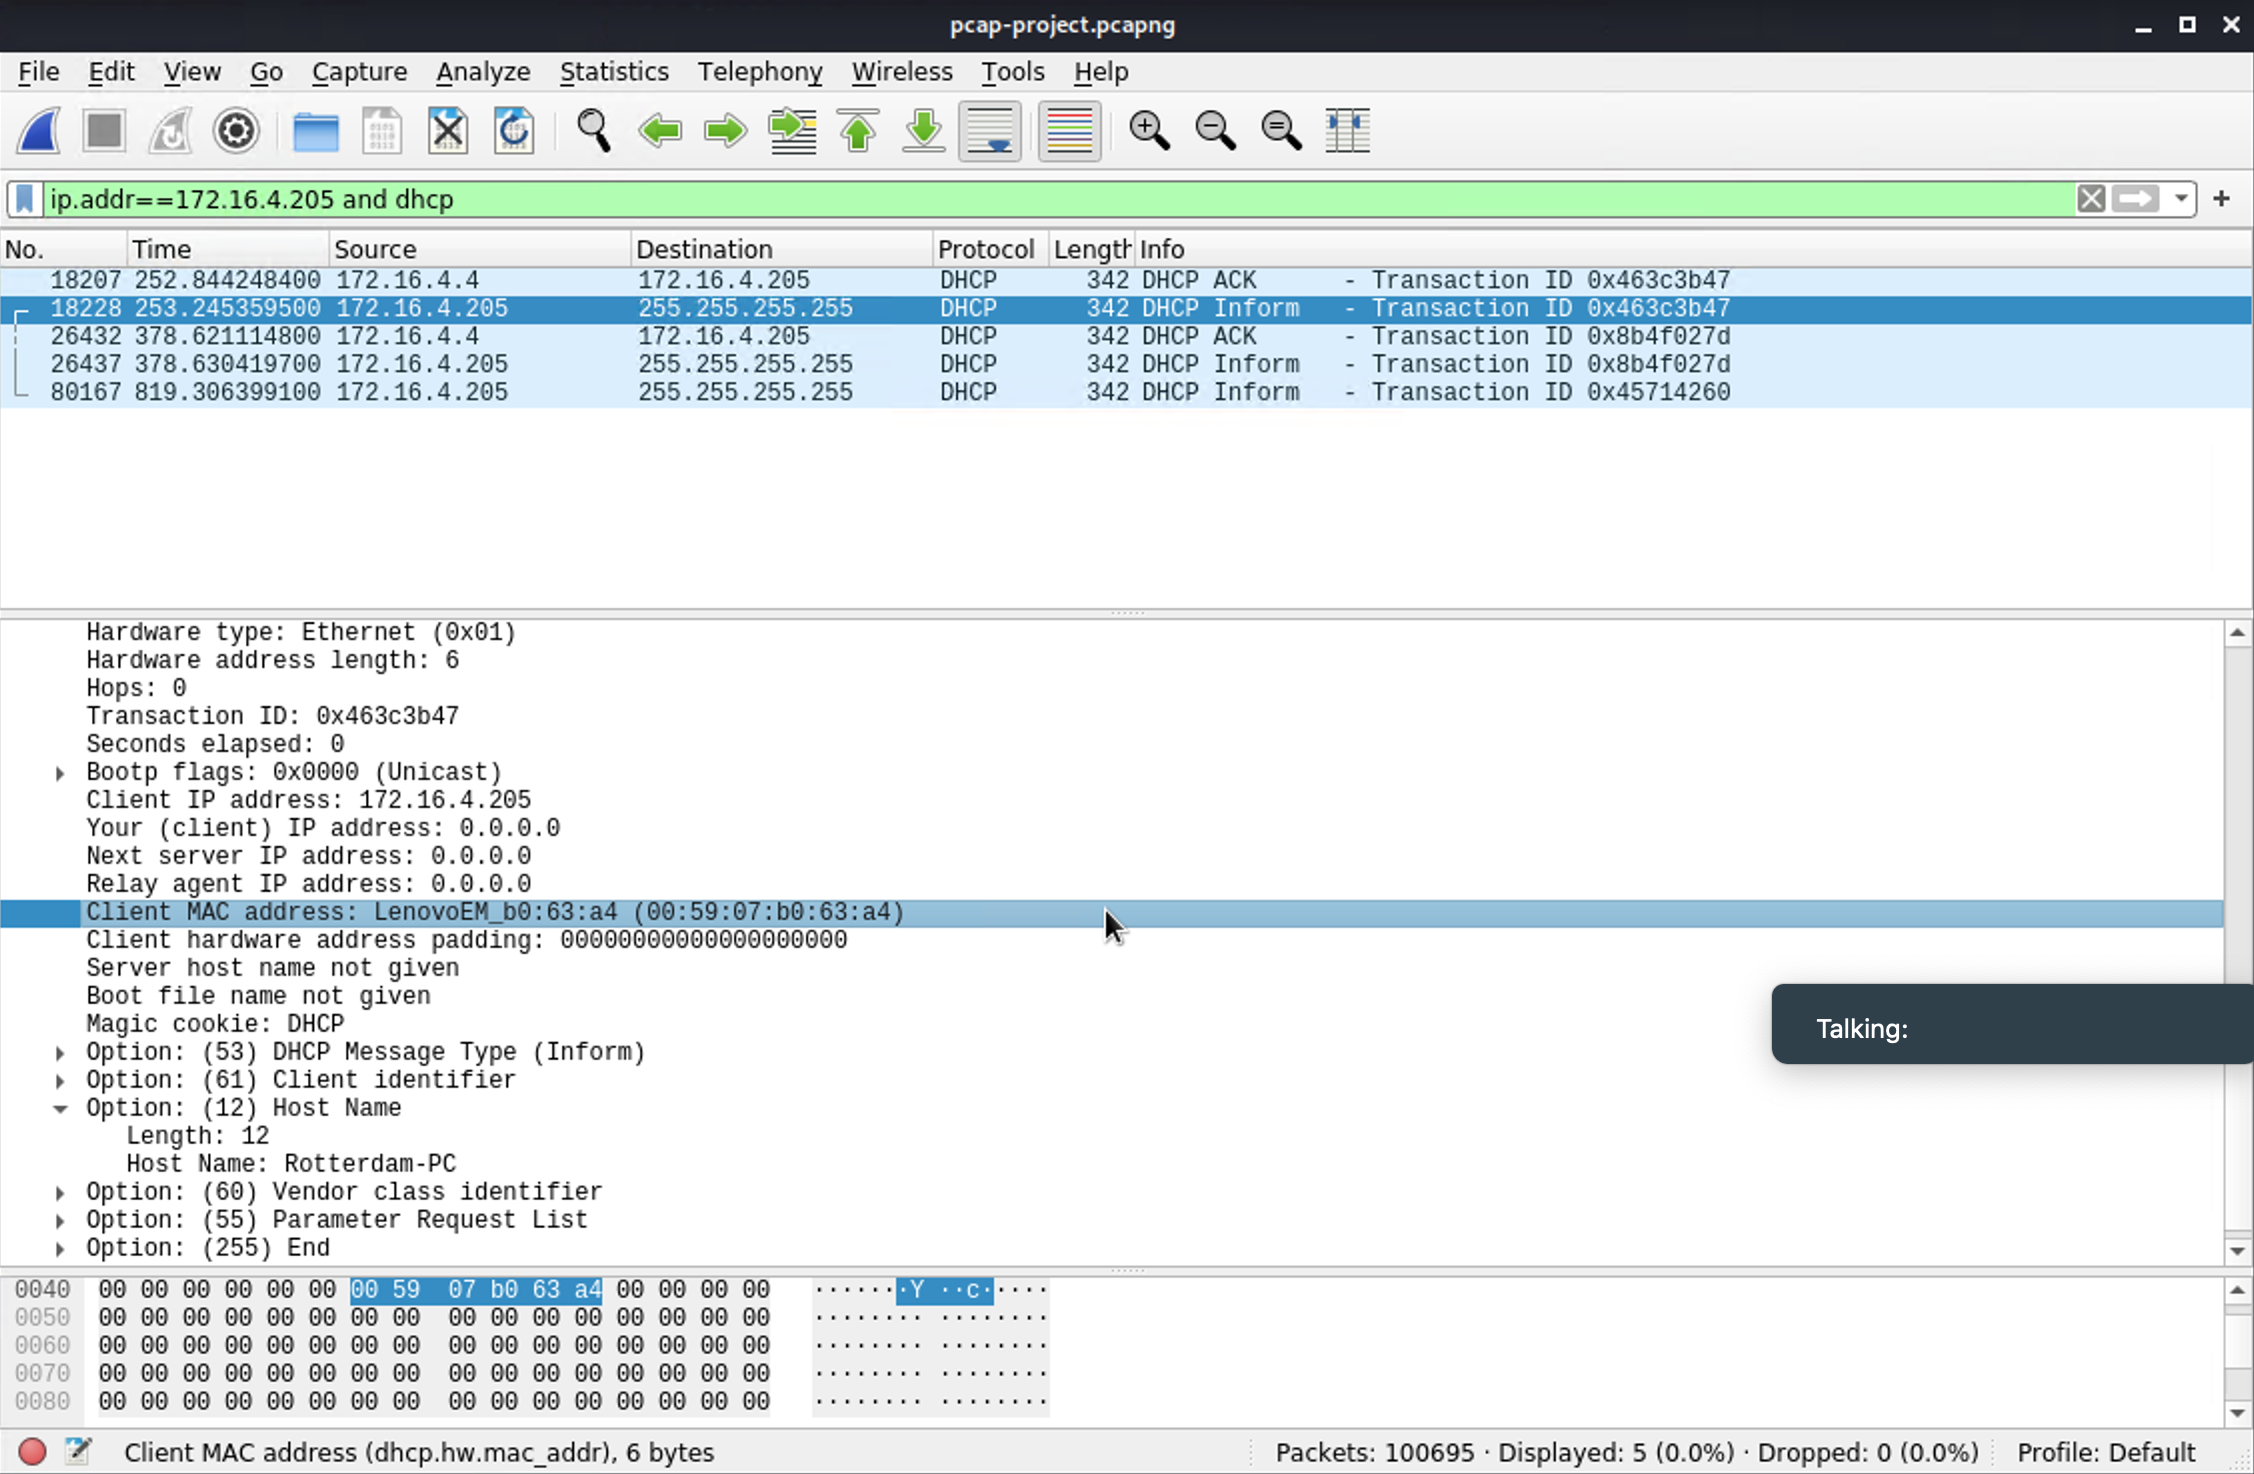 pcap-project.pcapng
File Edit View Go Capture Analyze Statistics Telephony Wireless Tools Help
ip.addr==172.16.4.205 and dhcp
No. Time Source Destination Protocol Length Info
18207 252.844248400 172.16.4.4 172.16.4.205 DHCP 342 DHCP ACK - Transaction ID 0x463c3b47
18228 253.245359500 172.16.4.205 255.255.255.255 DHCP 342 DHCP Inform - Transaction ID 0x463c3b47
26432 378.621114800 172.16.4.4 172.16.4.205 DHCP 342 DHCP ACK - Transaction ID 0x8b4f027d
26437 378.630419700 172.16.4.205 255.255.255.255 DHCP 342 DHCP Inform - Transaction ID 0x8b4f027d
80167 819.306399100 172.16.4.205 255.255.255.255 DHCP 342 DHCP Inform - Transaction ID 0x45714260
Hardware type: Ethernet (0x01)
Hardware address length: 6
Hops: 0
Transaction ID: 0x463c3b47
Seconds elapsed: 0
Bootp flags: 0x0000 (Unicast)
Client IP address: 172.16.4.205
Your (client) IP address: 0.0.0.0
Next server IP address: 0.0.0.0
Relay agent IP address: 0.0.0.0
Client MAC address: LenovoEM_b0:63:a4 (00:59:07:b0:63:a4)
Client hardware address padding: 00000000000000000000
Server host name not given
Boot file name not given
Magic cookie: DHCP
Option: (53) DHCP Message Type (Inform)
Option: (61) Client identifier
Option: (12) Host Name
Length: 12
Host Name: Rotterdam-PC
Option: (60) Vendor class identifier
Option: (55) Parameter Request List
Option: (255) End
Talking:
0040 00 00 00 00 00 00 00 59 07 b0 63 a4 00 00 00 00 ·······Y ··c·····
0050 00 00 00 00 00 00 00 00 00 00 00 00 00 00 00 00 ········ ········
0060 00 00 00 00 00 00 00 00 00 00 00 00 00 00 00 00 ········ ········
0070 00 00 00 00 00 00 00 00 00 00 00 00 00 00 00 00 ········ ········
0080 00 00 00 00 00 00 00 00 00 00 00 00 00 00 00 00 ········ ········
Client MAC address (dhcp.hw.mac_addr), 6 bytes Packets: 100695 · Displayed: 5 (0.0%) · Dropped: 0 (0.0%) Profile: Default